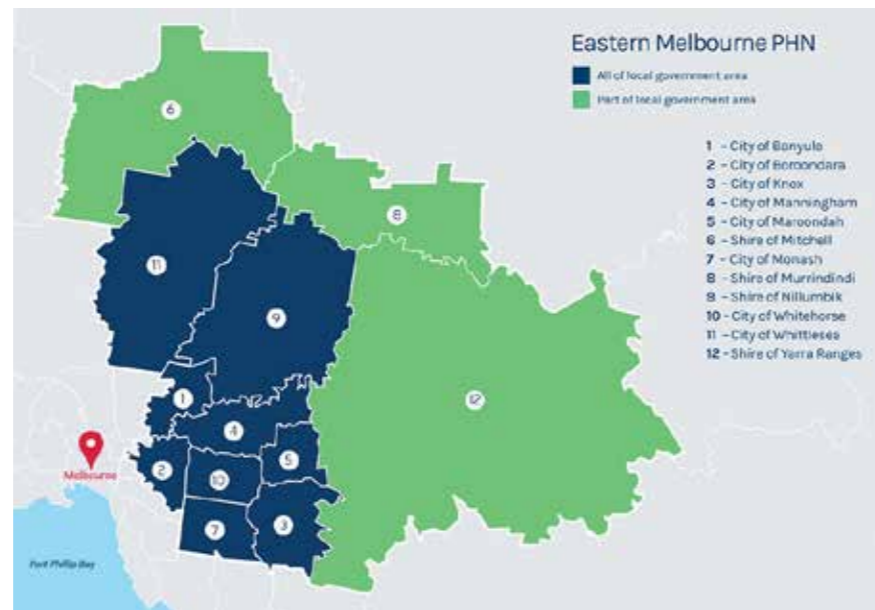 Eastern Melbourne PHN
All of local government area
Part of local government area
1 - City of Banyule
2 - City of Boroondara
3 - City of Knox
4 - City of Manningham
5 - City of Maroondah
6 - Shire of Mitchell
7 - City of Monash
8 - Shire of Murrindindi
9 - Shire of Nillumbik
10 - City of Whitehorse
11 - City of Whittlesea
12 - Shire of Yarra Ranges
6
8
11
9
1
12
4
2
5
10
3
7
Melbourne
Port Phillip Bay